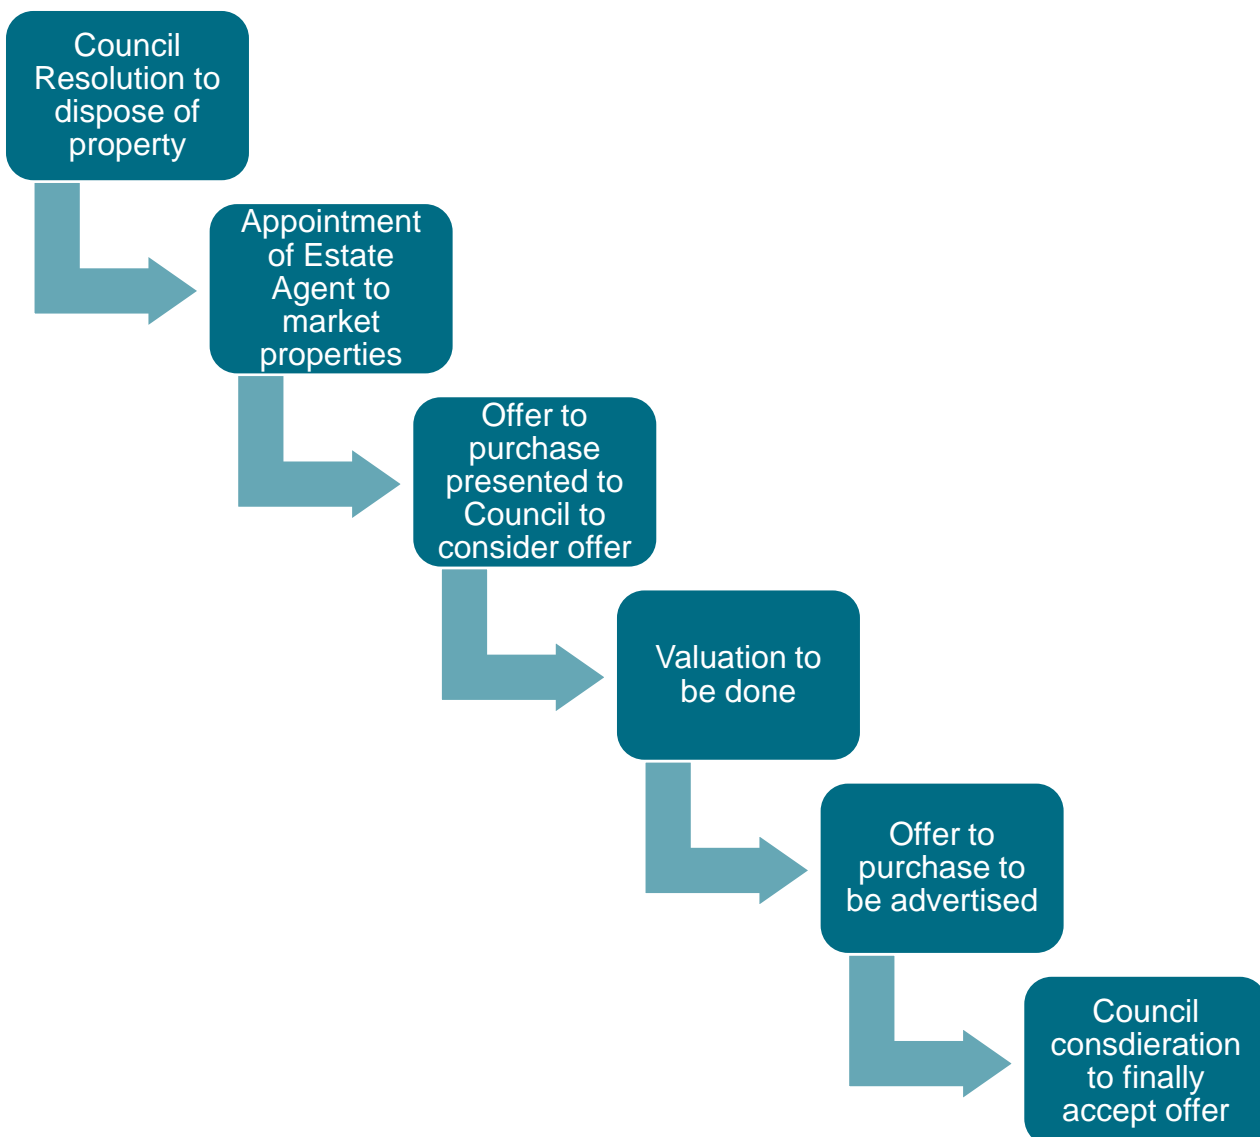 Council
Resolution to
dispose of
property
Appointment
of Estate
Agent to
market
properties
Offer to
purchase
presented to
Council to
consider offer
Valuation to
be done
Offer to
purchase to
be advertised
Council
consdieration
to finally
accept offer